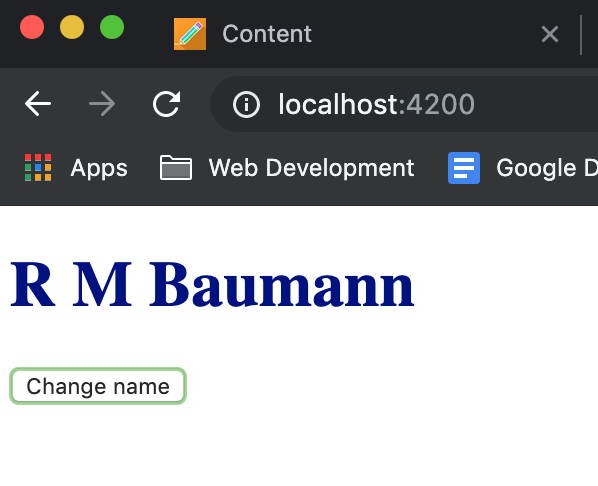 Content
localhost:4200
Apps Web Development Google D
R M Baumann
Change name